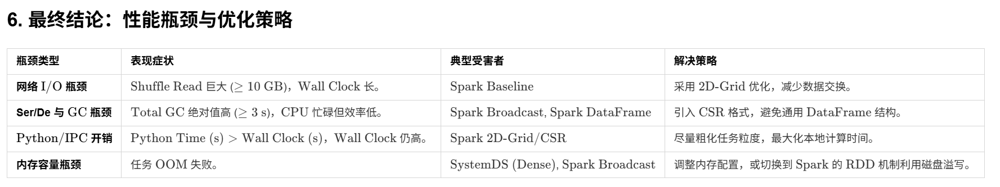 6. 最终结论：性能瓶颈与优化策略
瓶颈类型 表现症状 典型受害者 解决策略
网络 I/O 瓶颈 Shuffle Read 巨大 (≥ 10 GB)，Wall Clock 长。 Spark Baseline 采用 2D-Grid 优化，减少数据交换。
Ser/De 与 GC 瓶颈 Total GC 绝对值高 (≥ 3 s)，CPU 忙碌但效率低。 Spark Broadcast, Spark DataFrame 引入 CSR 格式，避免通用 DataFrame 结构。
Python/IPC 开销 Python Time (s) > Wall Clock (s)，Wall Clock 仍高。 Spark 2D-Grid/CSR 尽量粗化任务粒度，最大化本地计算时间。
内存容量瓶颈 任务 OOM 失败。 SystemDS (Dense), Spark Broadcast 调整内存配置，或切换到 Spark 的 RDD 机制利用磁盘溢写。